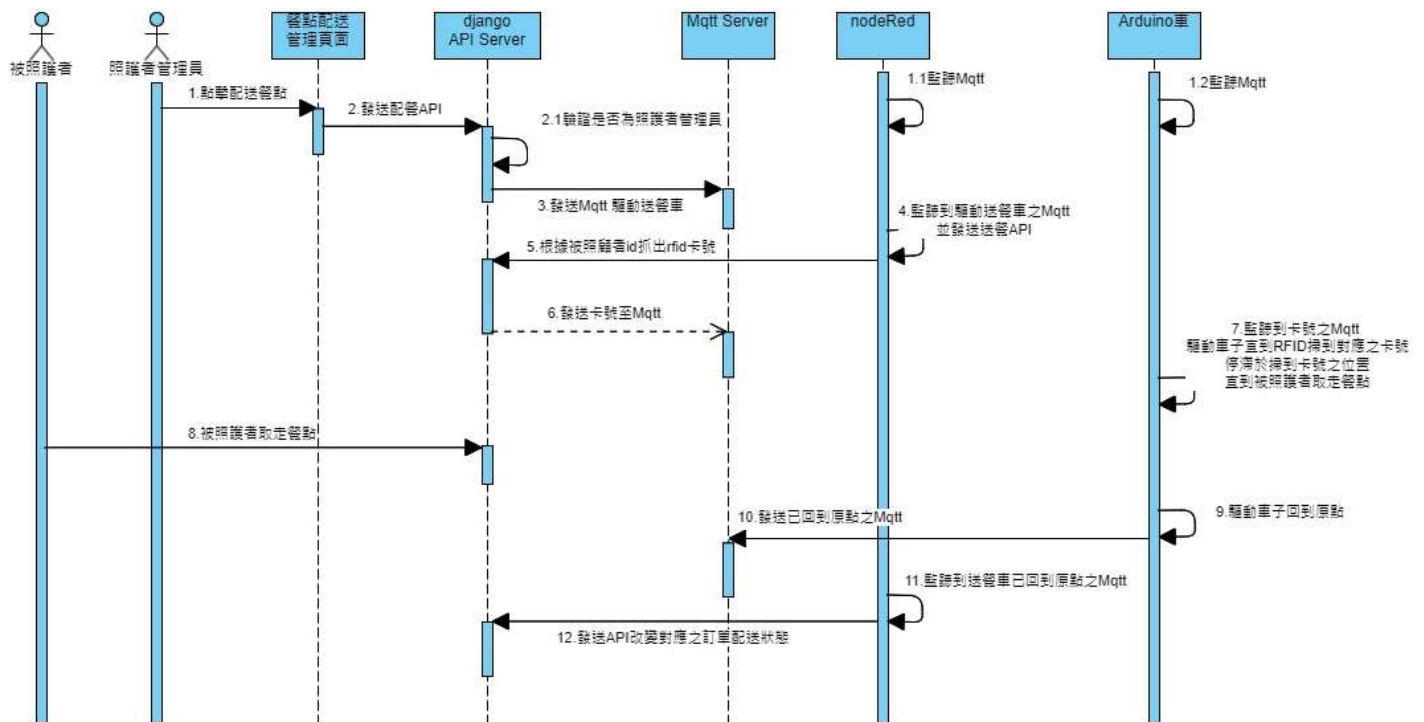 被照護者
照護者管理員
餐點配送
管理頁面
django
API Server
Mqtt Server
nodeRed
Arduino車
1.點擊配送餐點
2.發送配餐API
2.1驗證是否為照護者管理員
1.1監聽Mqtt
1.2監聽Mqtt
3.發送Mqtt 驅動送餐車
4.監聽到驅動送餐車之Mqtt
並發送送餐API
5.根據被照顧者id抓出rfid卡號
6.發送卡號至Mqtt
7.監聽到卡號之Mqtt
驅動車子直到RFID掃到對應之卡號
停滯於掃到卡號之位置
直到被照護者取走餐點
8.被照護者取走餐點
9.驅動車子回到原點
10.發送已回到原點之Mqtt
11.監聽到送餐車已回到原點之Mqtt
12.發送API改變對應之訂單配送狀態